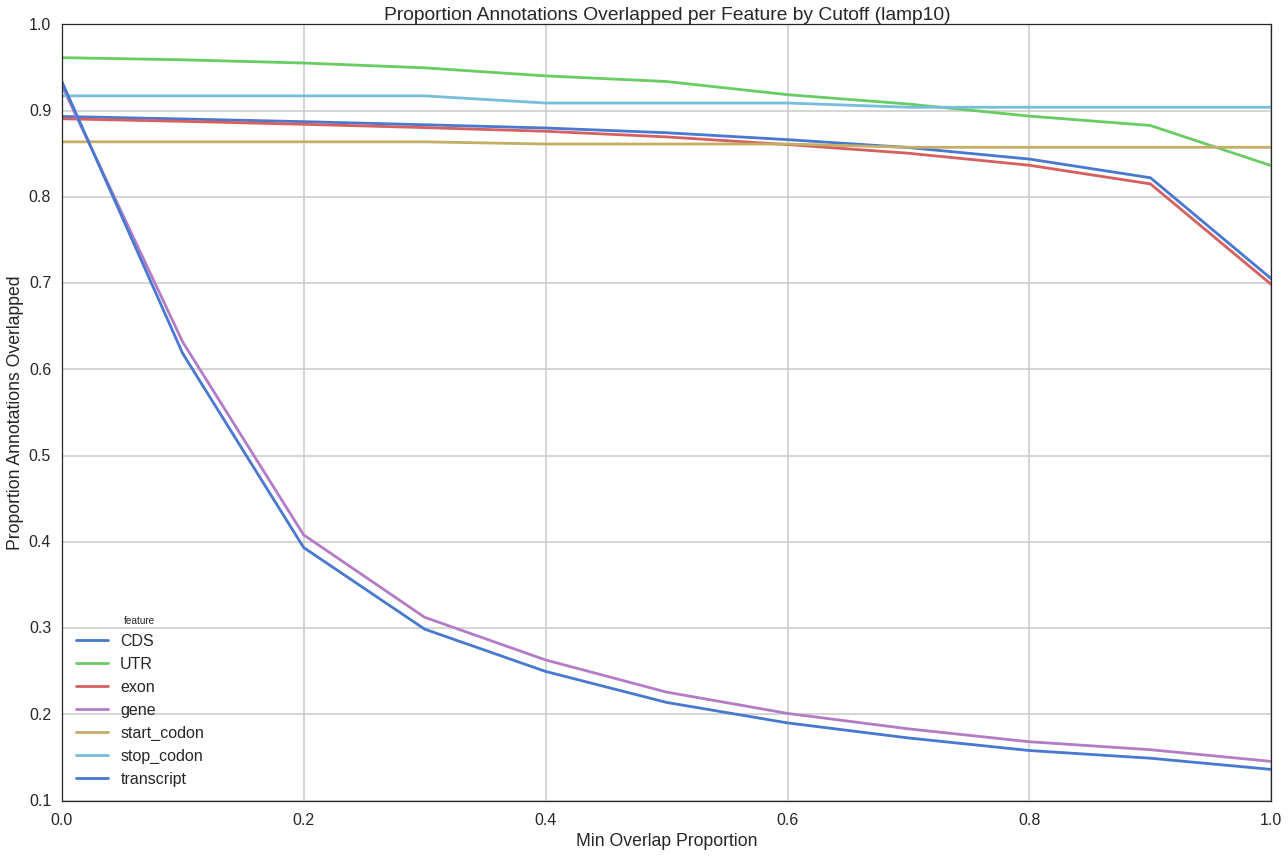 Proportion Annotations Overlapped per Feature by Cutoff (lamp10)
1.0
0.9
0.8
0.7
0.6
0.5
0.4
0.3
0.2
0.1
Proportion Annotations Overlapped
feature
CDS
UTR
exon
gene
start_codon
stop_codon
transcript
0.0 0.2 0.4 0.6 0.8 1.0
Min Overlap Proportion